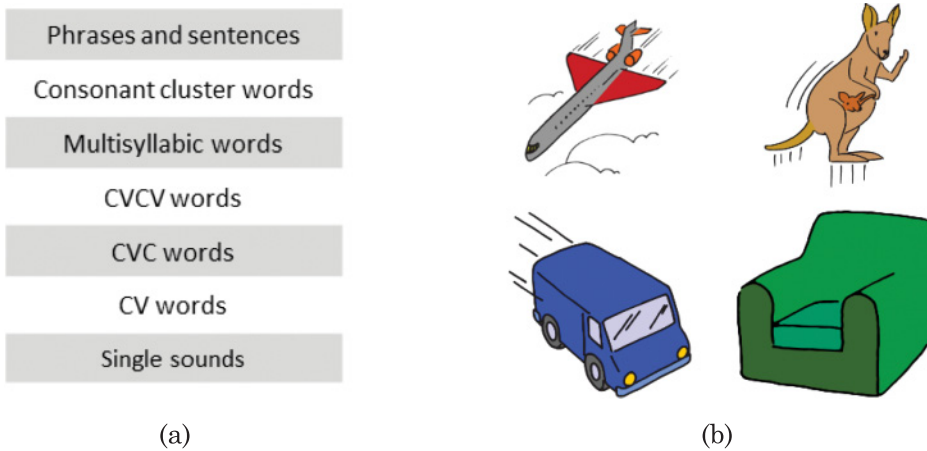 Phrases and sentences
Consonant cluster words
Multisyllabic words
CVCV words
CVC words
CV words
Single sounds
(a)
(b)